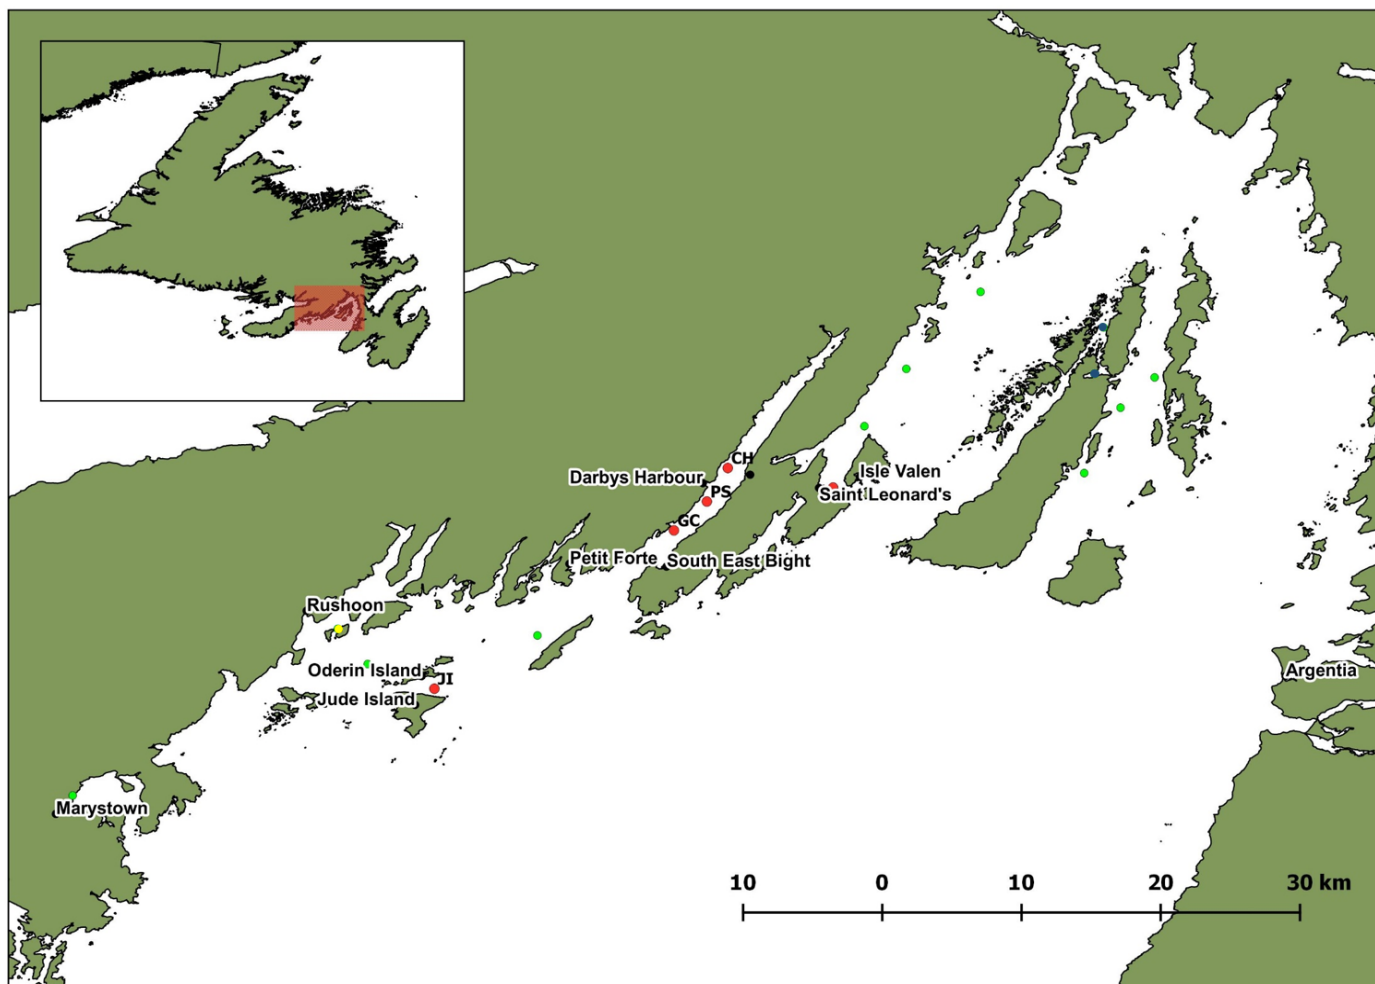 CH
Isle Valen
Darbys Harbour
PS
Saint Leonard's
GC
Petit Forte
South East Bight
Rushoon
Oderin Island
JI
Argentia
Jude Island
Marystown
10 0 10 20 30 km